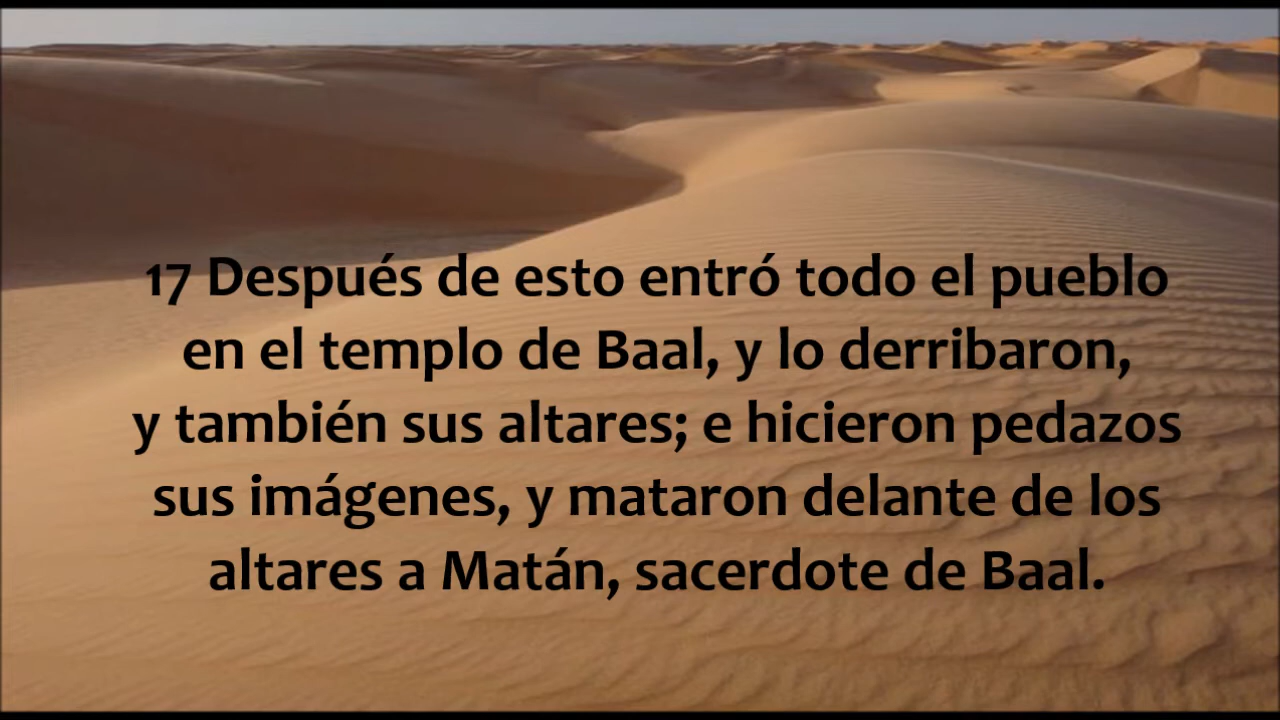 17 Después de esto entró todo el pueblo
en el templo de Baal, y lo derribaron,
y también sus altares; e hicieron pedazos
sus imágenes, y mataron delante de los
altares a Matán, sacerdote de Baal.